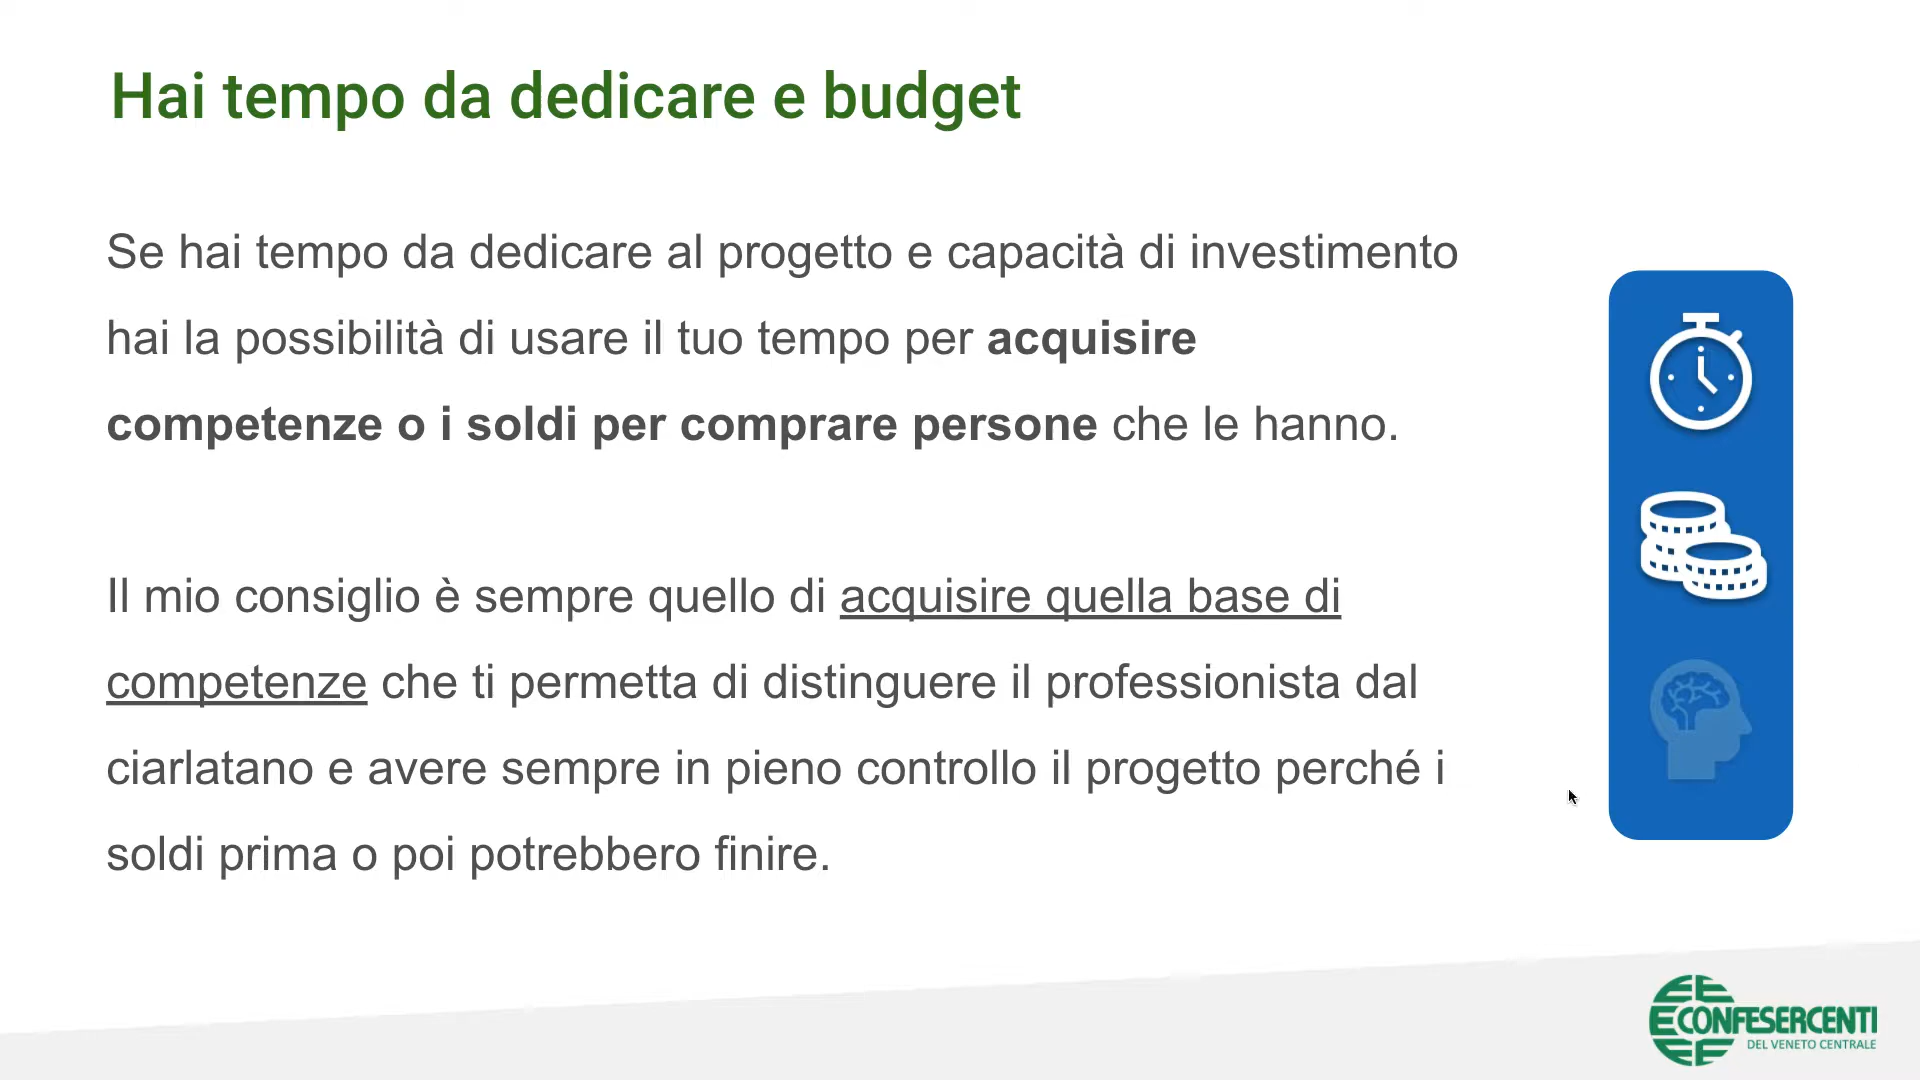 Hai tempo da dedicare e budget
Se hai tempo da dedicare al progetto e capacità di investimento
hai la possibilità di usare il tuo tempo per acquisire
competenze o i soldi per comprare persone che le hanno.
Il mio consiglio è sempre quello di acquisire quella base di
competenze che ti permetta di distinguere il professionista dal
ciarlatano e avere sempre in pieno controllo il progetto perché i
soldi prima o poi potrebbero finire.
CONFESERCENTI
DEL VENETO CENTRALE